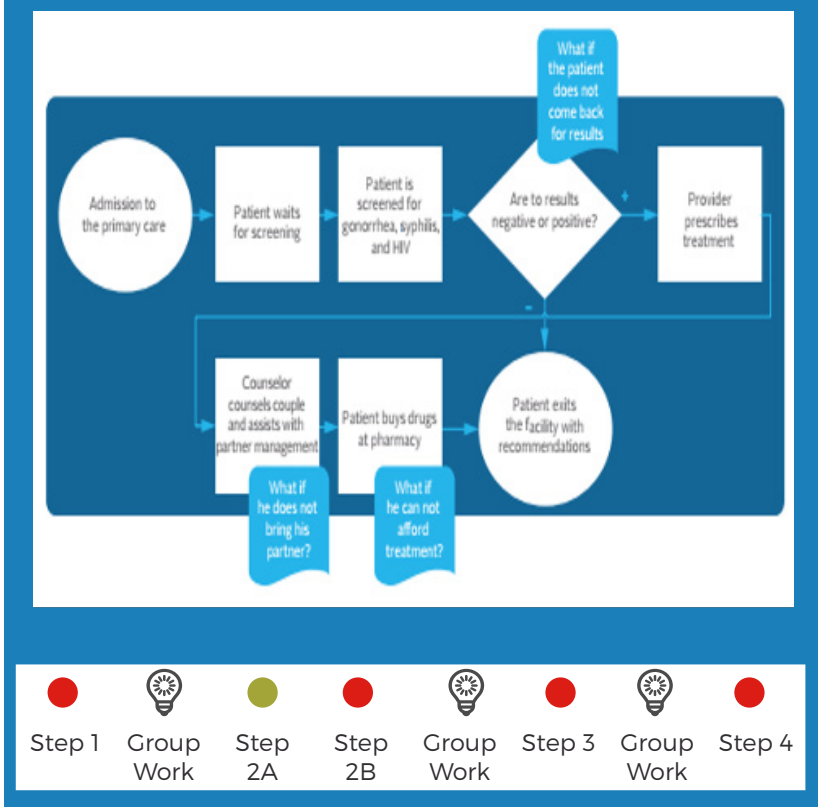 What if
the patient
does not
come back
for results
Admission to
the primary care
Patient waits
for screening
Patient is
screened for
gonorrhea, syphilis,
and HIV
Are to results
negative or positive?
+
Provider
prescribes
treatment
-
Counselor
counsels couple
and assists with
partner management
Patient buys drugs
at pharmacy
Patient exits
the facility with
recommendations
What if
he does not
bring his
partner?
What if
he can not
afford
treatment?
Step 1
Group
Work
Step
2A
Step
2B
Group
Work
Step 3
Group
Work
Step 4